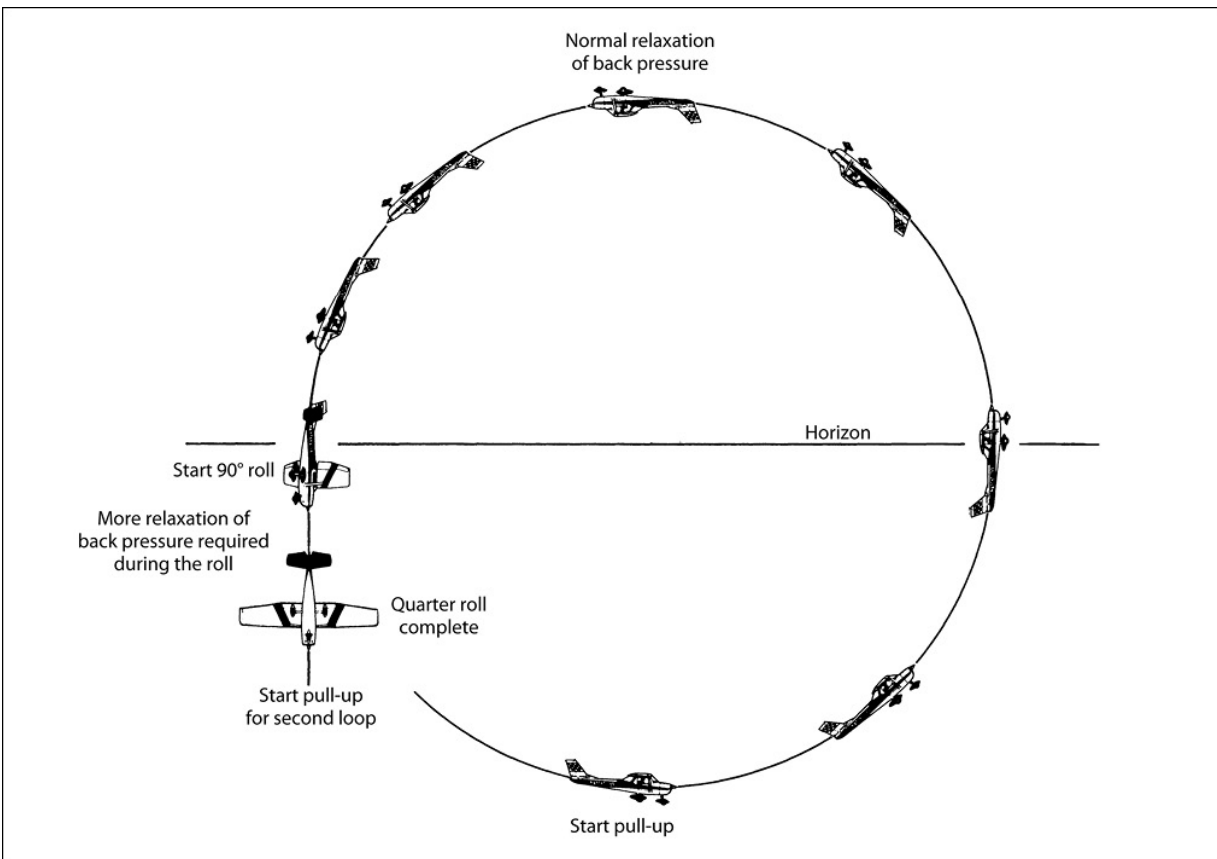 Normal relaxation
of back pressure
Horizon
Start 90° roll
More relaxation of
back pressure required
during the roll
Quarter roll
complete
Start pull-up
for second loop
Start pull-up